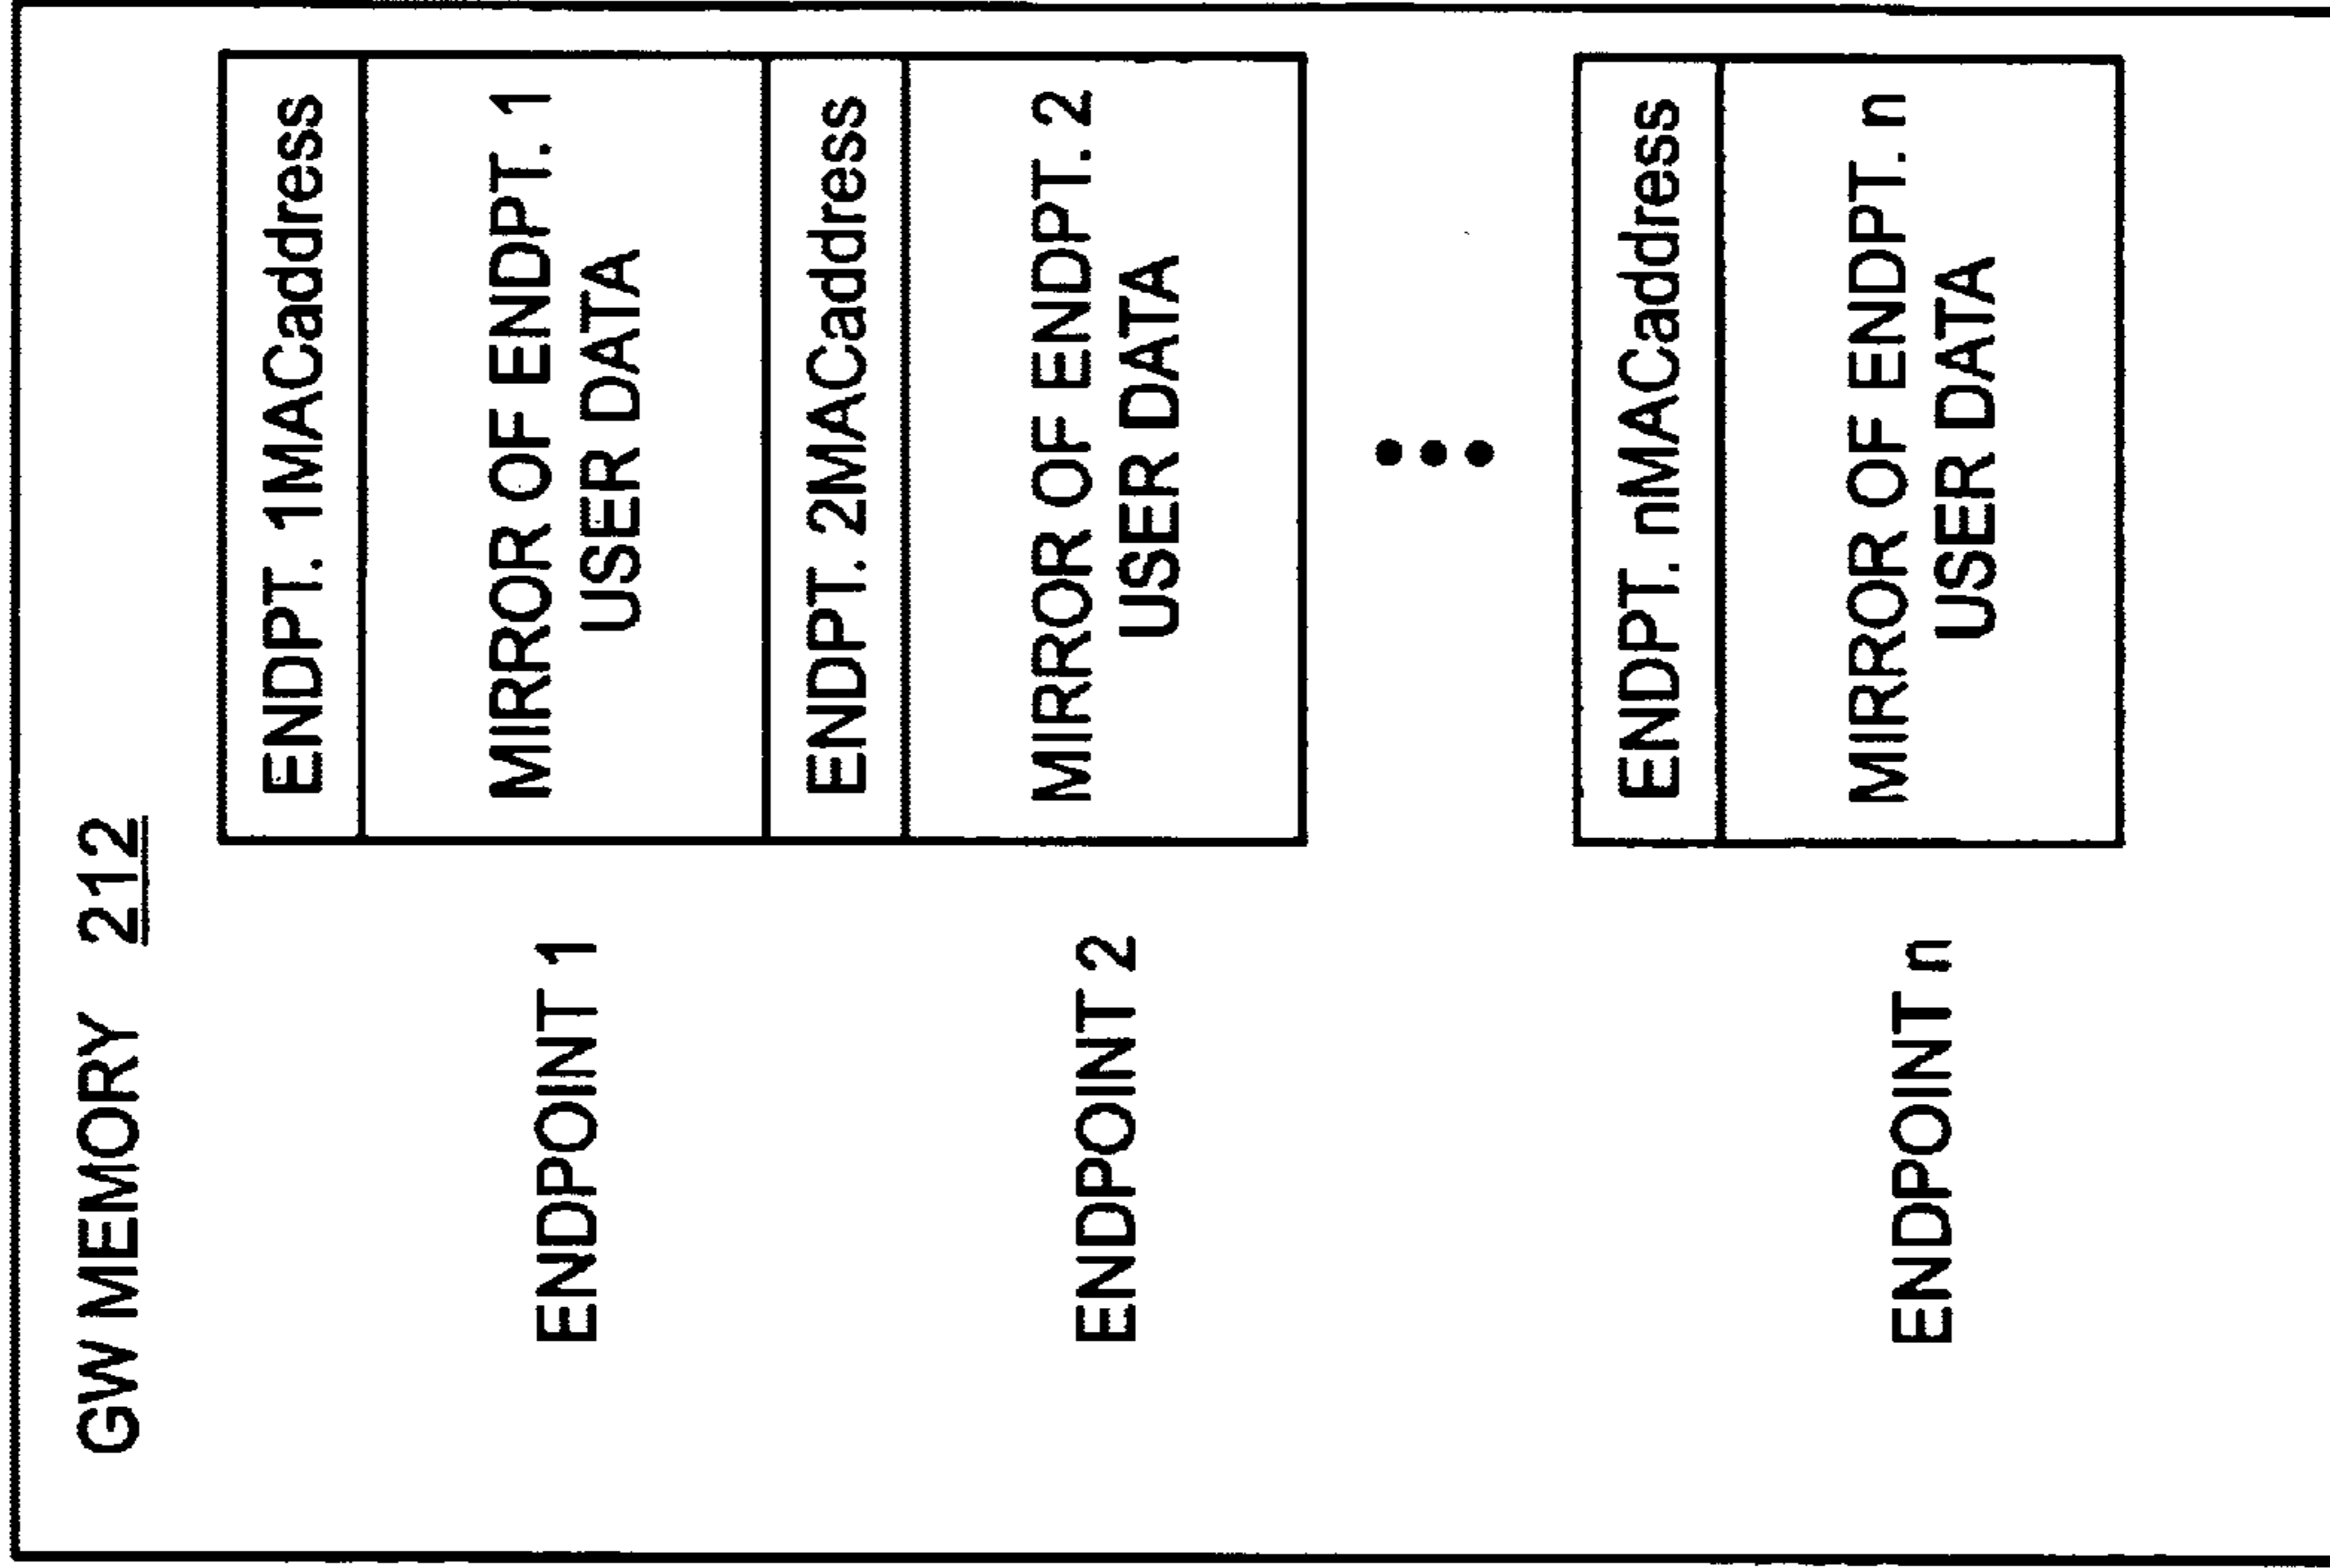 GW MEMORY 212
ENDPOINT 1
ENDPT. 1MACaddress
MIRROR OF ENDPT. 1
USER DATA
ENDPOINT 2
ENDPT. 2MACaddress
MIRROR OF ENDPT. 2
USER DATA
ENDPOINT n
ENDPT. nMACaddress
MIRROR OF ENDPT. n
USER DATA